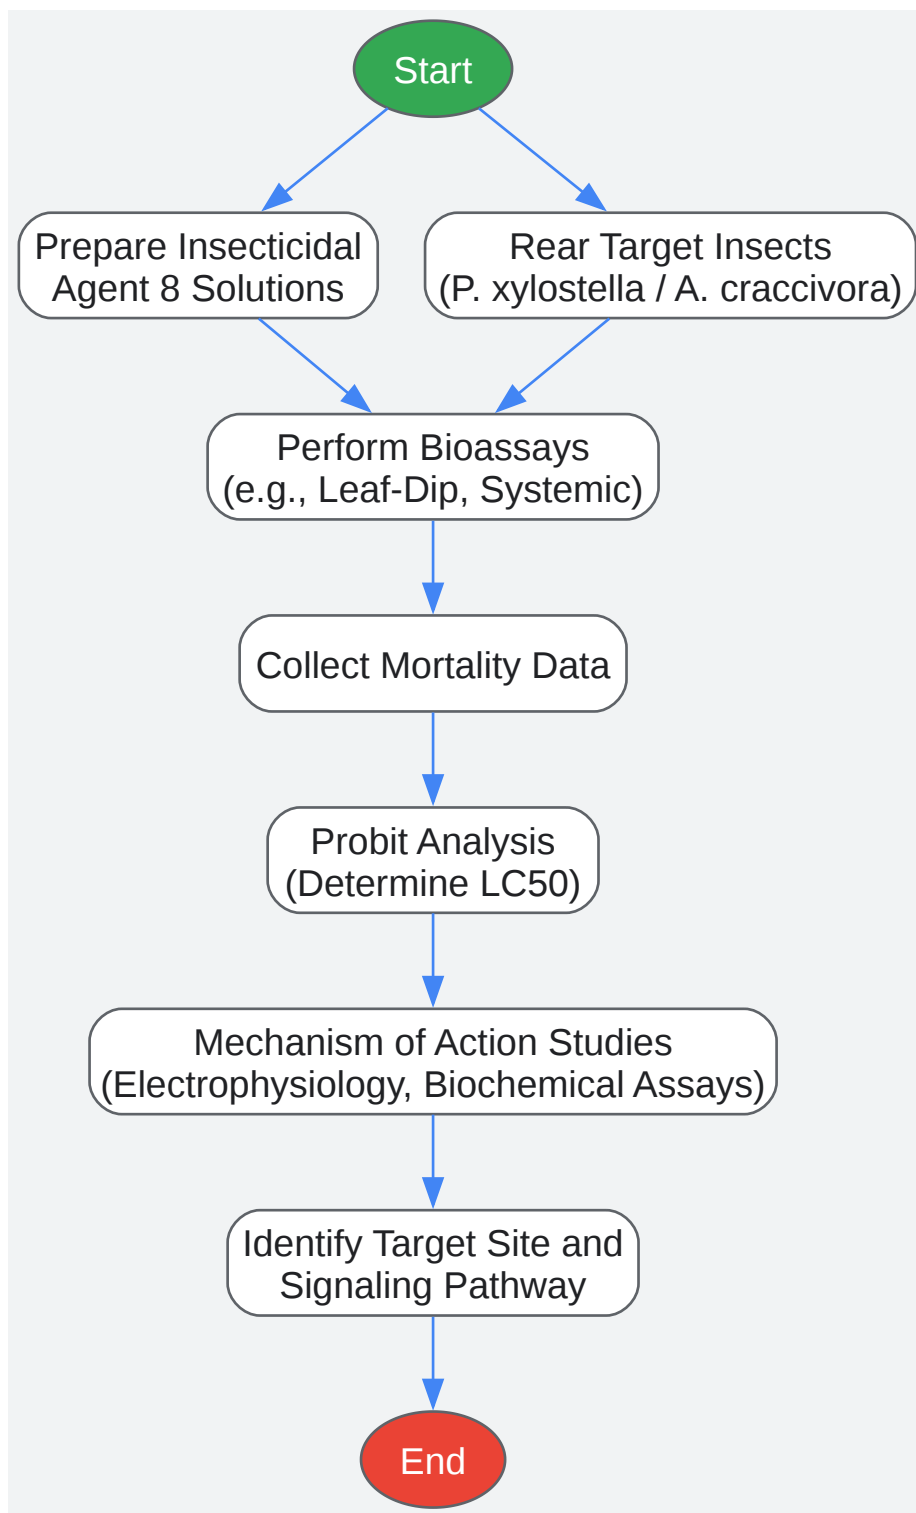 Start
Prepare Insecticidal
Agent 8 Solutions
Rear Target Insects
(P. xylostella / A. craccivora)
Perform Bioassays
(e.g., Leaf-Dip, Systemic)
Collect Mortality Data
Probit Analysis
(Determine LC50)
Mechanism of Action Studies
(Electrophysiology, Biochemical Assays)
Identify Target Site and
Signaling Pathway
End